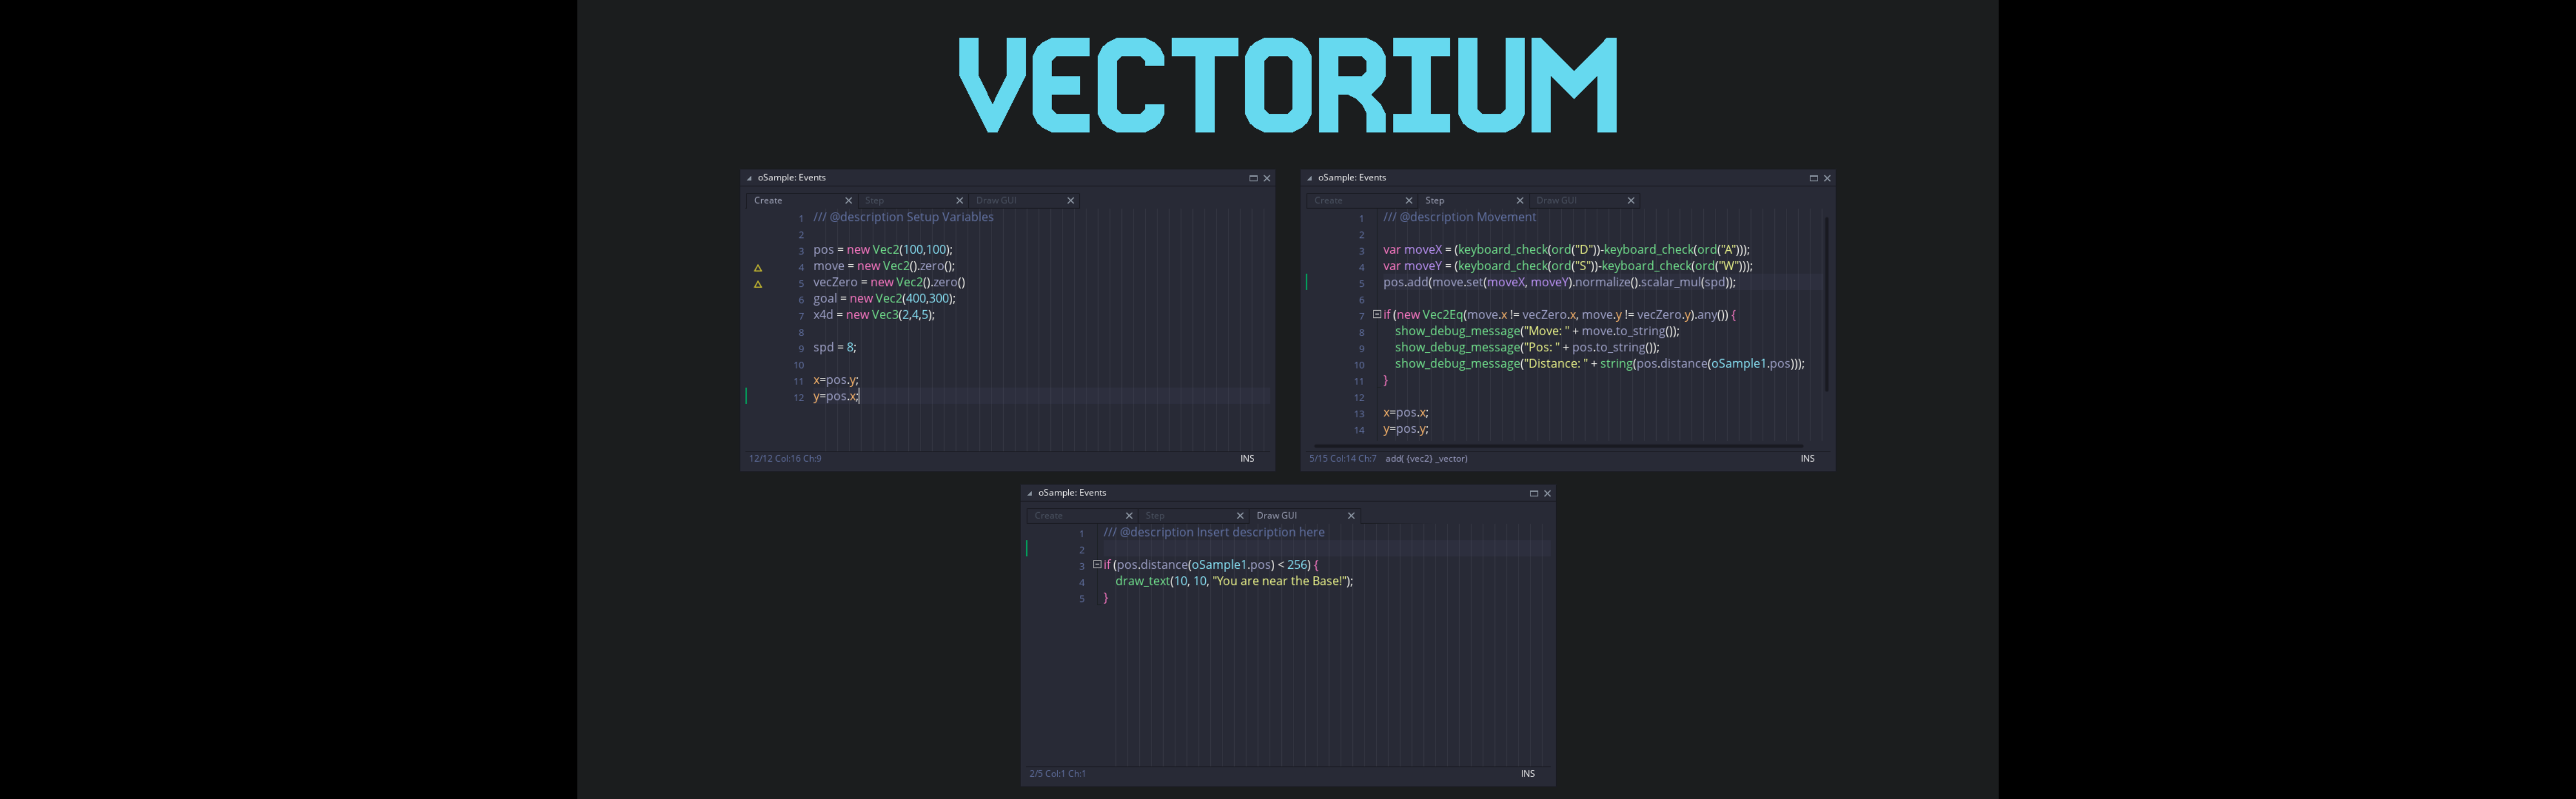 VECTORIUM
oSample: Events
Create Step Draw GUI
1 /// @description Setup Variables
2
3 pos = new Vec2(100,100);
4 move = new Vec2().zero();
5 vecZero = new Vec2().zero()
6 goal = new Vec2(400,300);
7 x4d = new Vec3(2,4,5);
8
9 spd = 8;
10
11 x=pos.y;
12 y=pos.x;
12/12 Col:16 Ch:9 INS
oSample: Events
Create Step Draw GUI
1 /// @description Movement
2
3 var moveX = (keyboard_check(ord("D"))-keyboard_check(ord("A")));
4 var moveY = (keyboard_check(ord("S"))-keyboard_check(ord("W")));
5 pos.add(move.set(moveX, moveY).normalize().scalar_mul(spd));
6
7 if (new Vec2Eq(move.x != vecZero.x, move.y != vecZero.y).any()) {
8 show_debug_message("Move: " + move.to_string());
9 show_debug_message("Pos: " + pos.to_string());
10 show_debug_message("Distance: " + string(pos.distance(oSample1.pos)));
11 }
12
13 x=pos.x;
14 y=pos.y;
5/15 Col:14 Ch:7 add( {vec2} _vector) INS
oSample: Events
Create Step Draw GUI
1 /// @description Insert description here
2
3 if (pos.distance(oSample1.pos) < 256) {
4 draw_text(10, 10, "You are near the Base!");
5 }
2/5 Col:1 Ch:1 INS